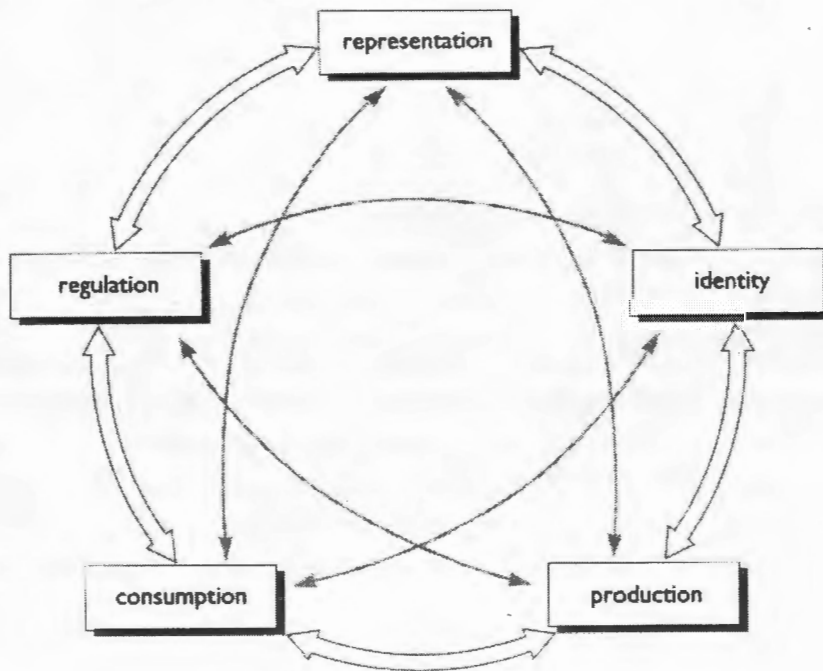 representation
regulation
identity
consumption
production